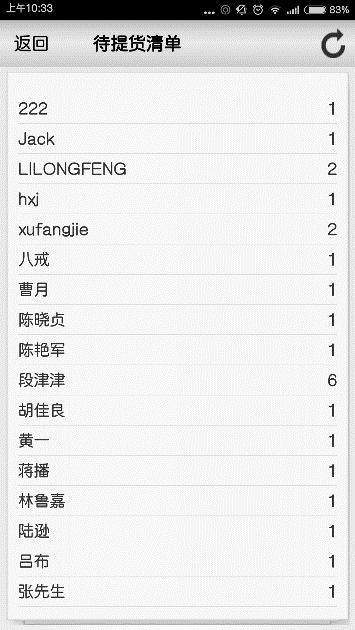 上午10:33 ... 83%
返回 待提货清单
222 1
Jack 1
LILONGFENG 2
hxj 1
xufangjie 2
八戒 1
曹月 1
陈晓贞 1
陈艳军 1
段津津 6
胡佳良 1
黄一 1
蒋播 1
林鲁嘉 1
陆逊 1
吕布 1
张先生 1